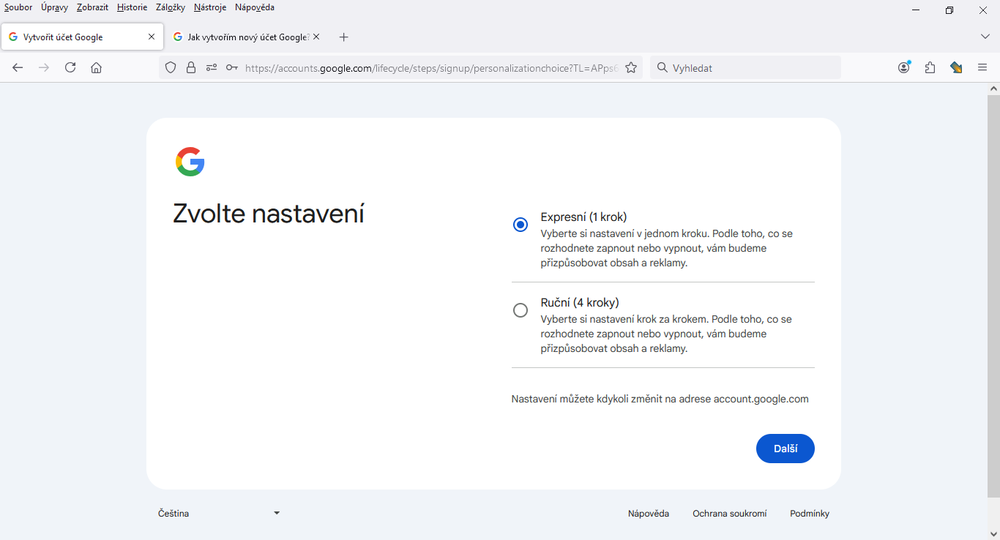 Soubor Úpravy Zobrazit Historie Záložky Nástroje Nápověda
Vytvořit účet Google
Jak vytvořím nový účet Google?
https://accounts.google.com/lifecycle/steps/signup/personalizationchoice?TL=APps6
Vyhledat
Zvolte nastavení
Expresní (1 krok)
Vyberte si nastavení v jednom kroku. Podle toho, co se
rozhodnete zapnout nebo vypnout, vám budeme
přizpůsobovat obsah a reklamy.
Ruční (4 kroky)
Vyberte si nastavení krok za krokem. Podle toho, co se
rozhodnete zapnout nebo vypnout, vám budeme
přizpůsobovat obsah a reklamy.
Nastavení můžete kdykoli změnit na adrese account.google.com
Další
Čeština
Nápověda Ochrana soukromí Podmínky